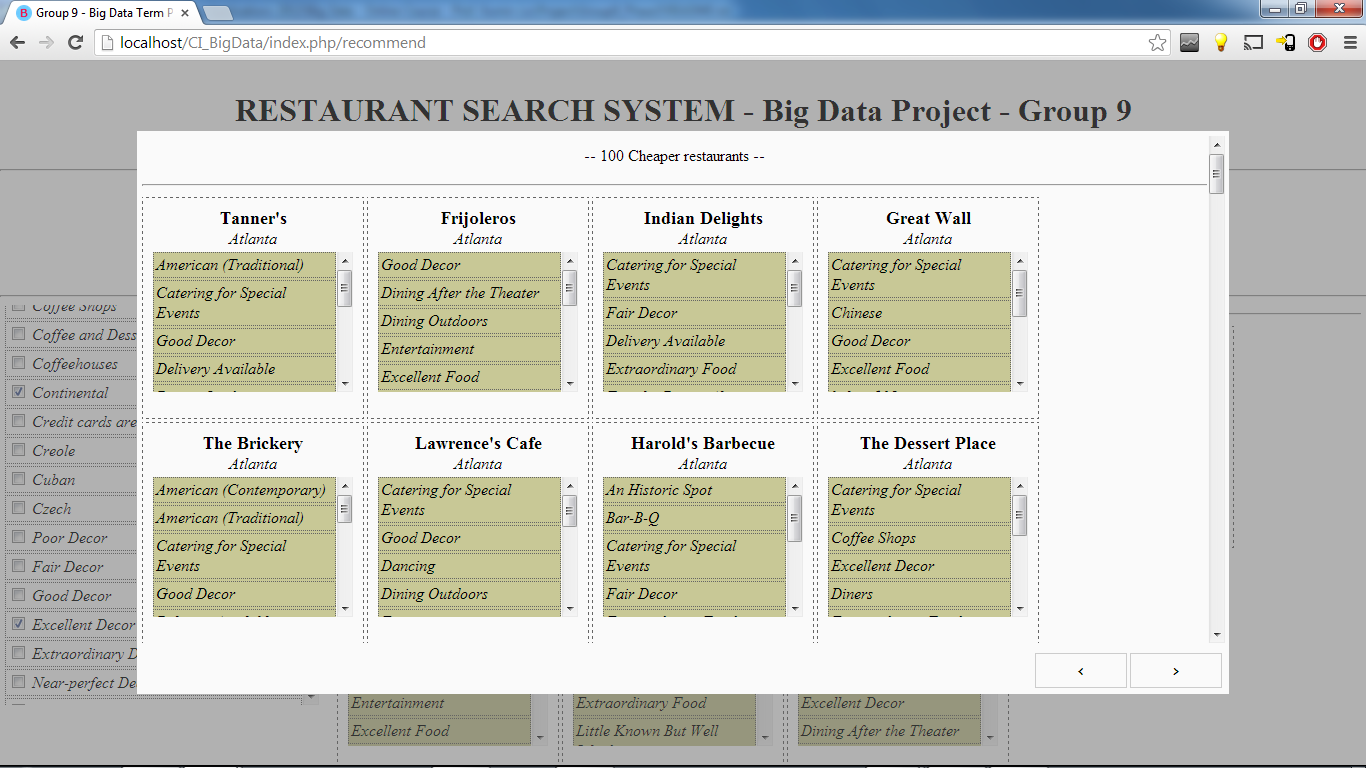 Group 9 - Big Data Term P
localhost/CI_BigData/index.php/recommend
RESTAURANT SEARCH SYSTEM - Big Data Project - Group 9
-- 100 Cheaper restaurants --
Tanner's
Atlanta
American (Traditional)
Catering for Special
Events
Good Decor
Delivery Available
Frijoleros
Atlanta
Good Decor
Dining After the Theater
Dining Outdoors
Entertainment
Excellent Food
Indian Delights
Atlanta
Catering for Special
Events
Fair Decor
Delivery Available
Extraordinary Food
Great Wall
Atlanta
Catering for Special
Events
Chinese
Good Decor
Excellent Food
The Brickery
Atlanta
American (Contemporary)
American (Traditional)
Catering for Special
Events
Good Decor
Lawrence's Cafe
Atlanta
Catering for Special
Events
Good Decor
Dancing
Dining Outdoors
Harold's Barbecue
Atlanta
An Historic Spot
Bar-B-Q
Catering for Special
Events
Fair Decor
The Dessert Place
Atlanta
Catering for Special
Events
Coffee Shops
Excellent Decor
Diners
‹
›
Coffee Shops
Coffee and Dess
Coffeehouses
Continental
Credit cards are
Creole
Cuban
Czech
Poor Decor
Fair Decor
Good Decor
Excellent Decor
Extraordinary D
Near-perfect De
Entertainment
Excellent Food
Extraordinary Food
Little Known But Well
Excellent Decor
Dining After the Theater